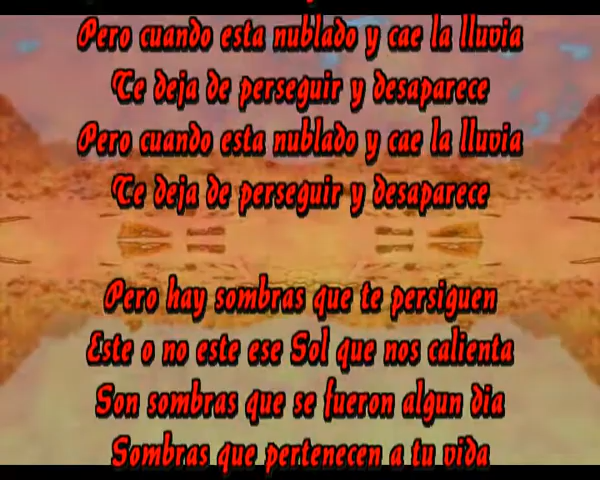 Pero cuando esta nublado y cae la lluvia
Te deja de perseguir y desaparece
Pero cuando esta nublado y cae la lluvia
Te deja de perseguir y desaparece
Pero hay sombras que te persiguen
Este o no este ese Sol que nos calienta
Son sombras que se fueron algun dia
Sombras que pertenecen a tu vida